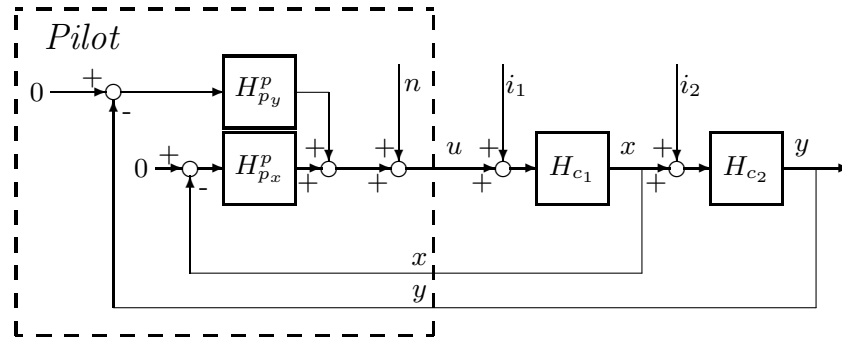 Pilot
0
+
-
H^p_{p_y}
n
i_1
i_2
0
+
-
H^p_{p_x}
+
+
+
+
u
+
+
H_{c_1}
x
+
+
H_{c_2}
y
x
y